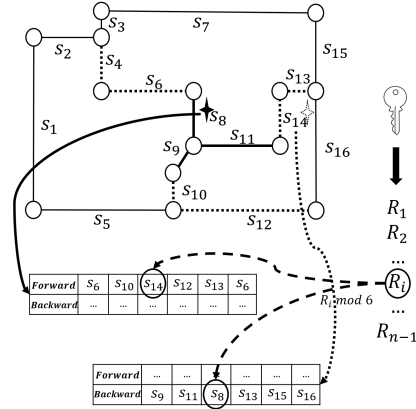 s3 s7
s2
s4
s15
s6 s13
s1 s8 s14
s9 s11
s16
s10
s5 s12
R1
R2
...
Ri
Ri mod 6
...
Rn−1
Forward s6 s10 s14 s12 s13 s6
Backward ... ... ... ... ... ...
Forward ... ... ... ... ... ...
Backward s9 s11 s8 s13 s15 s16